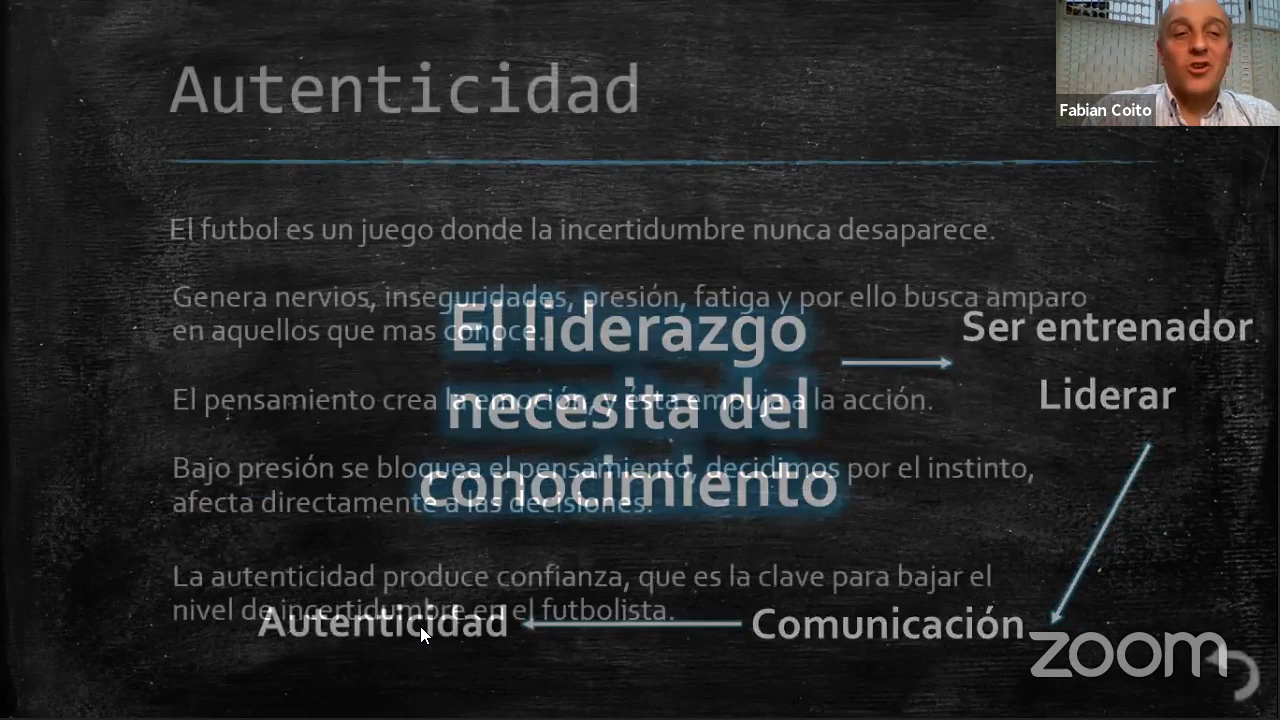 Autenticidad
Fabian Coito
El futbol es un juego donde la incertidumbre nunca desaparece.
Genera nervios, inseguridades, presión, fatiga y por ello busca amparo
en aquellos que mas conoce.
El pensamiento crea la emoción, y ésta empuja a la acción.
Bajo presión se bloquea el pensamiento, decidimos por el instinto,
afecta directamente a las decisiones.
La autenticidad produce confianza, que es la clave para bajar el
nivel de incertidumbre en el futbolista.
El liderazgo
necesita del
conocimiento
Ser entrenador
Liderar
Comunicación
Autenticidad
zoom